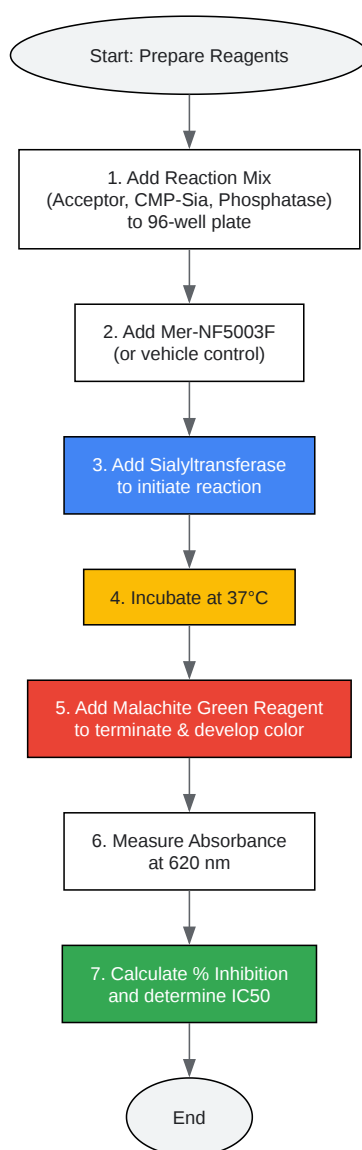 Start: Prepare Reagents
1. Add Reaction Mix
(Acceptor, CMP-Sia, Phosphatase)
to 96-well plate
2. Add Mer-NF5003F
(or vehicle control)
3. Add Sialyltransferase
to initiate reaction
4. Incubate at 37°C
5. Add Malachite Green Reagent
to terminate & develop color
6. Measure Absorbance
at 620 nm
7. Calculate % Inhibition
and determine IC50
End